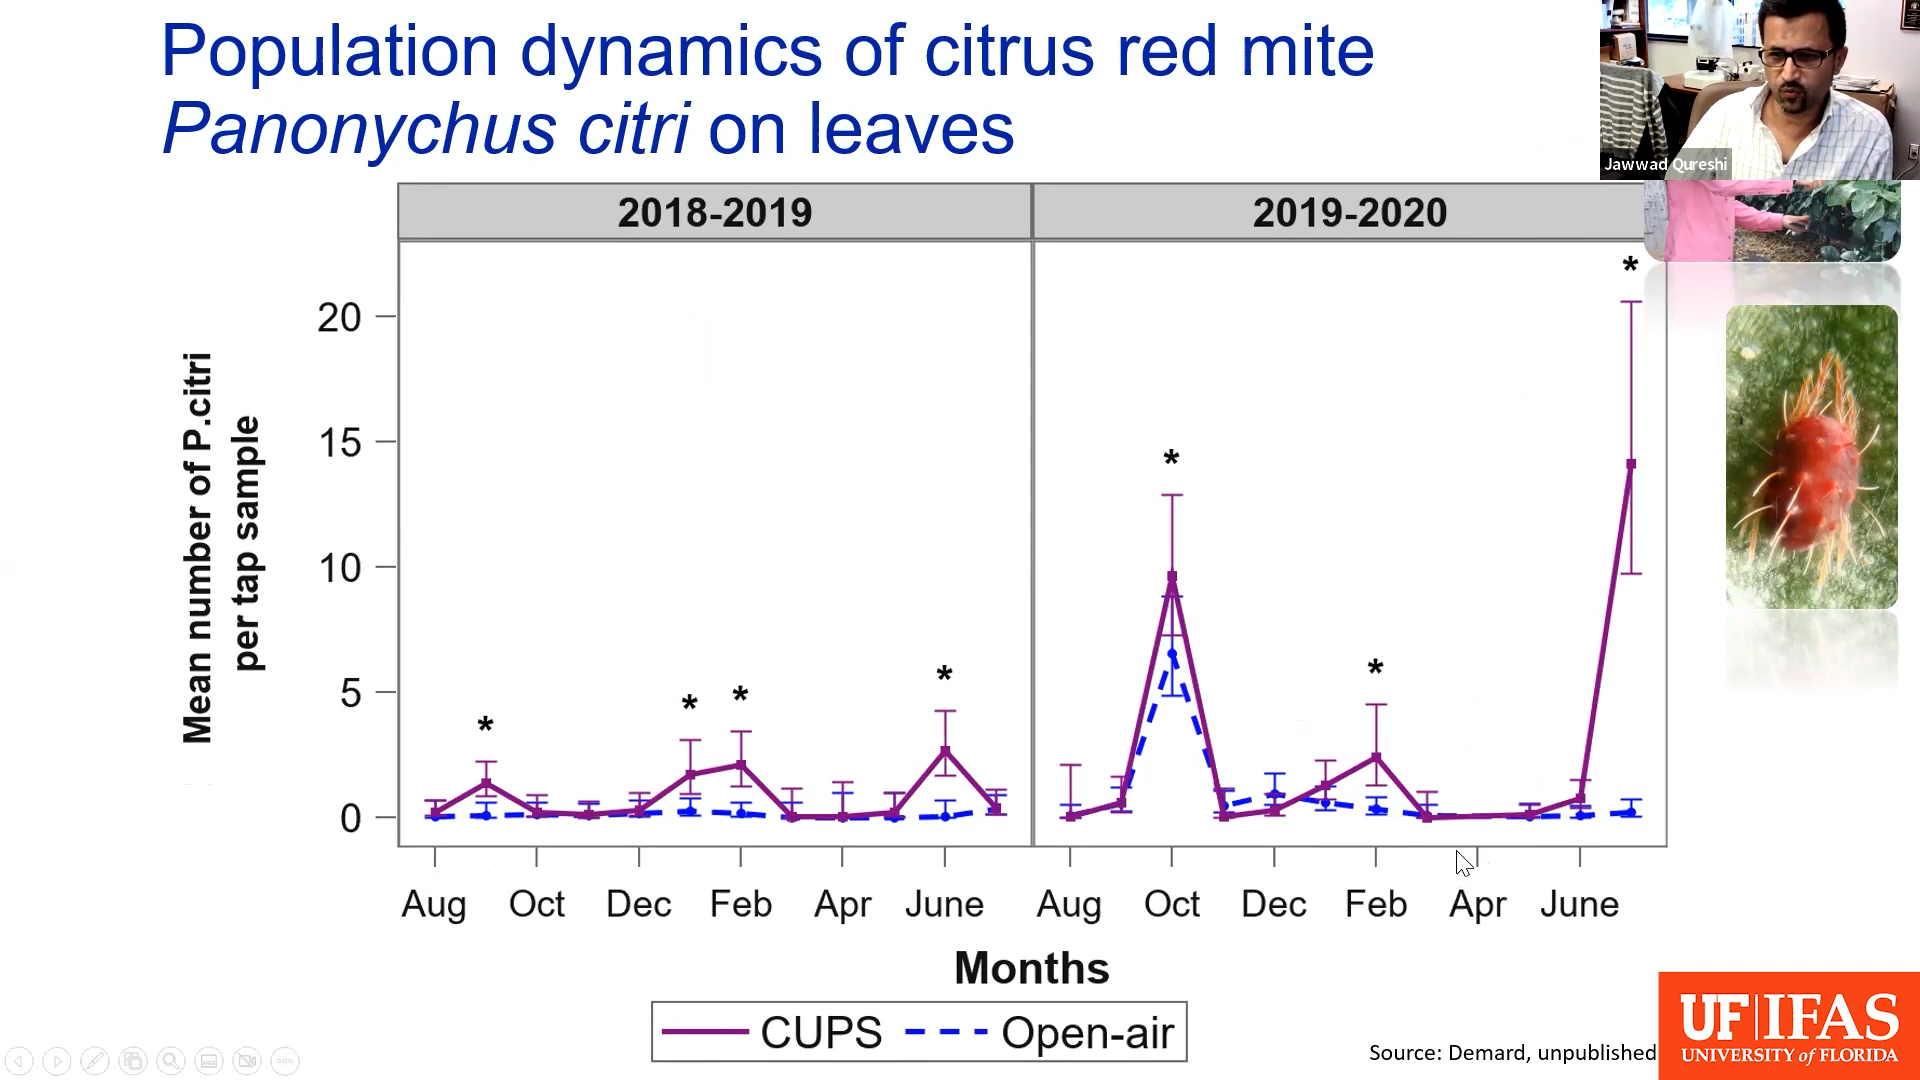 Population dynamics of citrus red mite
Panonychus citri on leaves
Jawwad Qureshi
2018-2019
2019-2020
Mean number of P.citri
per tap sample
20
15
10
5
0
*
*
*
*
*
*
*
Aug Oct Dec Feb Apr June
Aug Oct Dec Feb Apr June
Months
CUPS Open-air
Source: Demard, unpublished
UF|IFAS
UNIVERSITY of FLORIDA